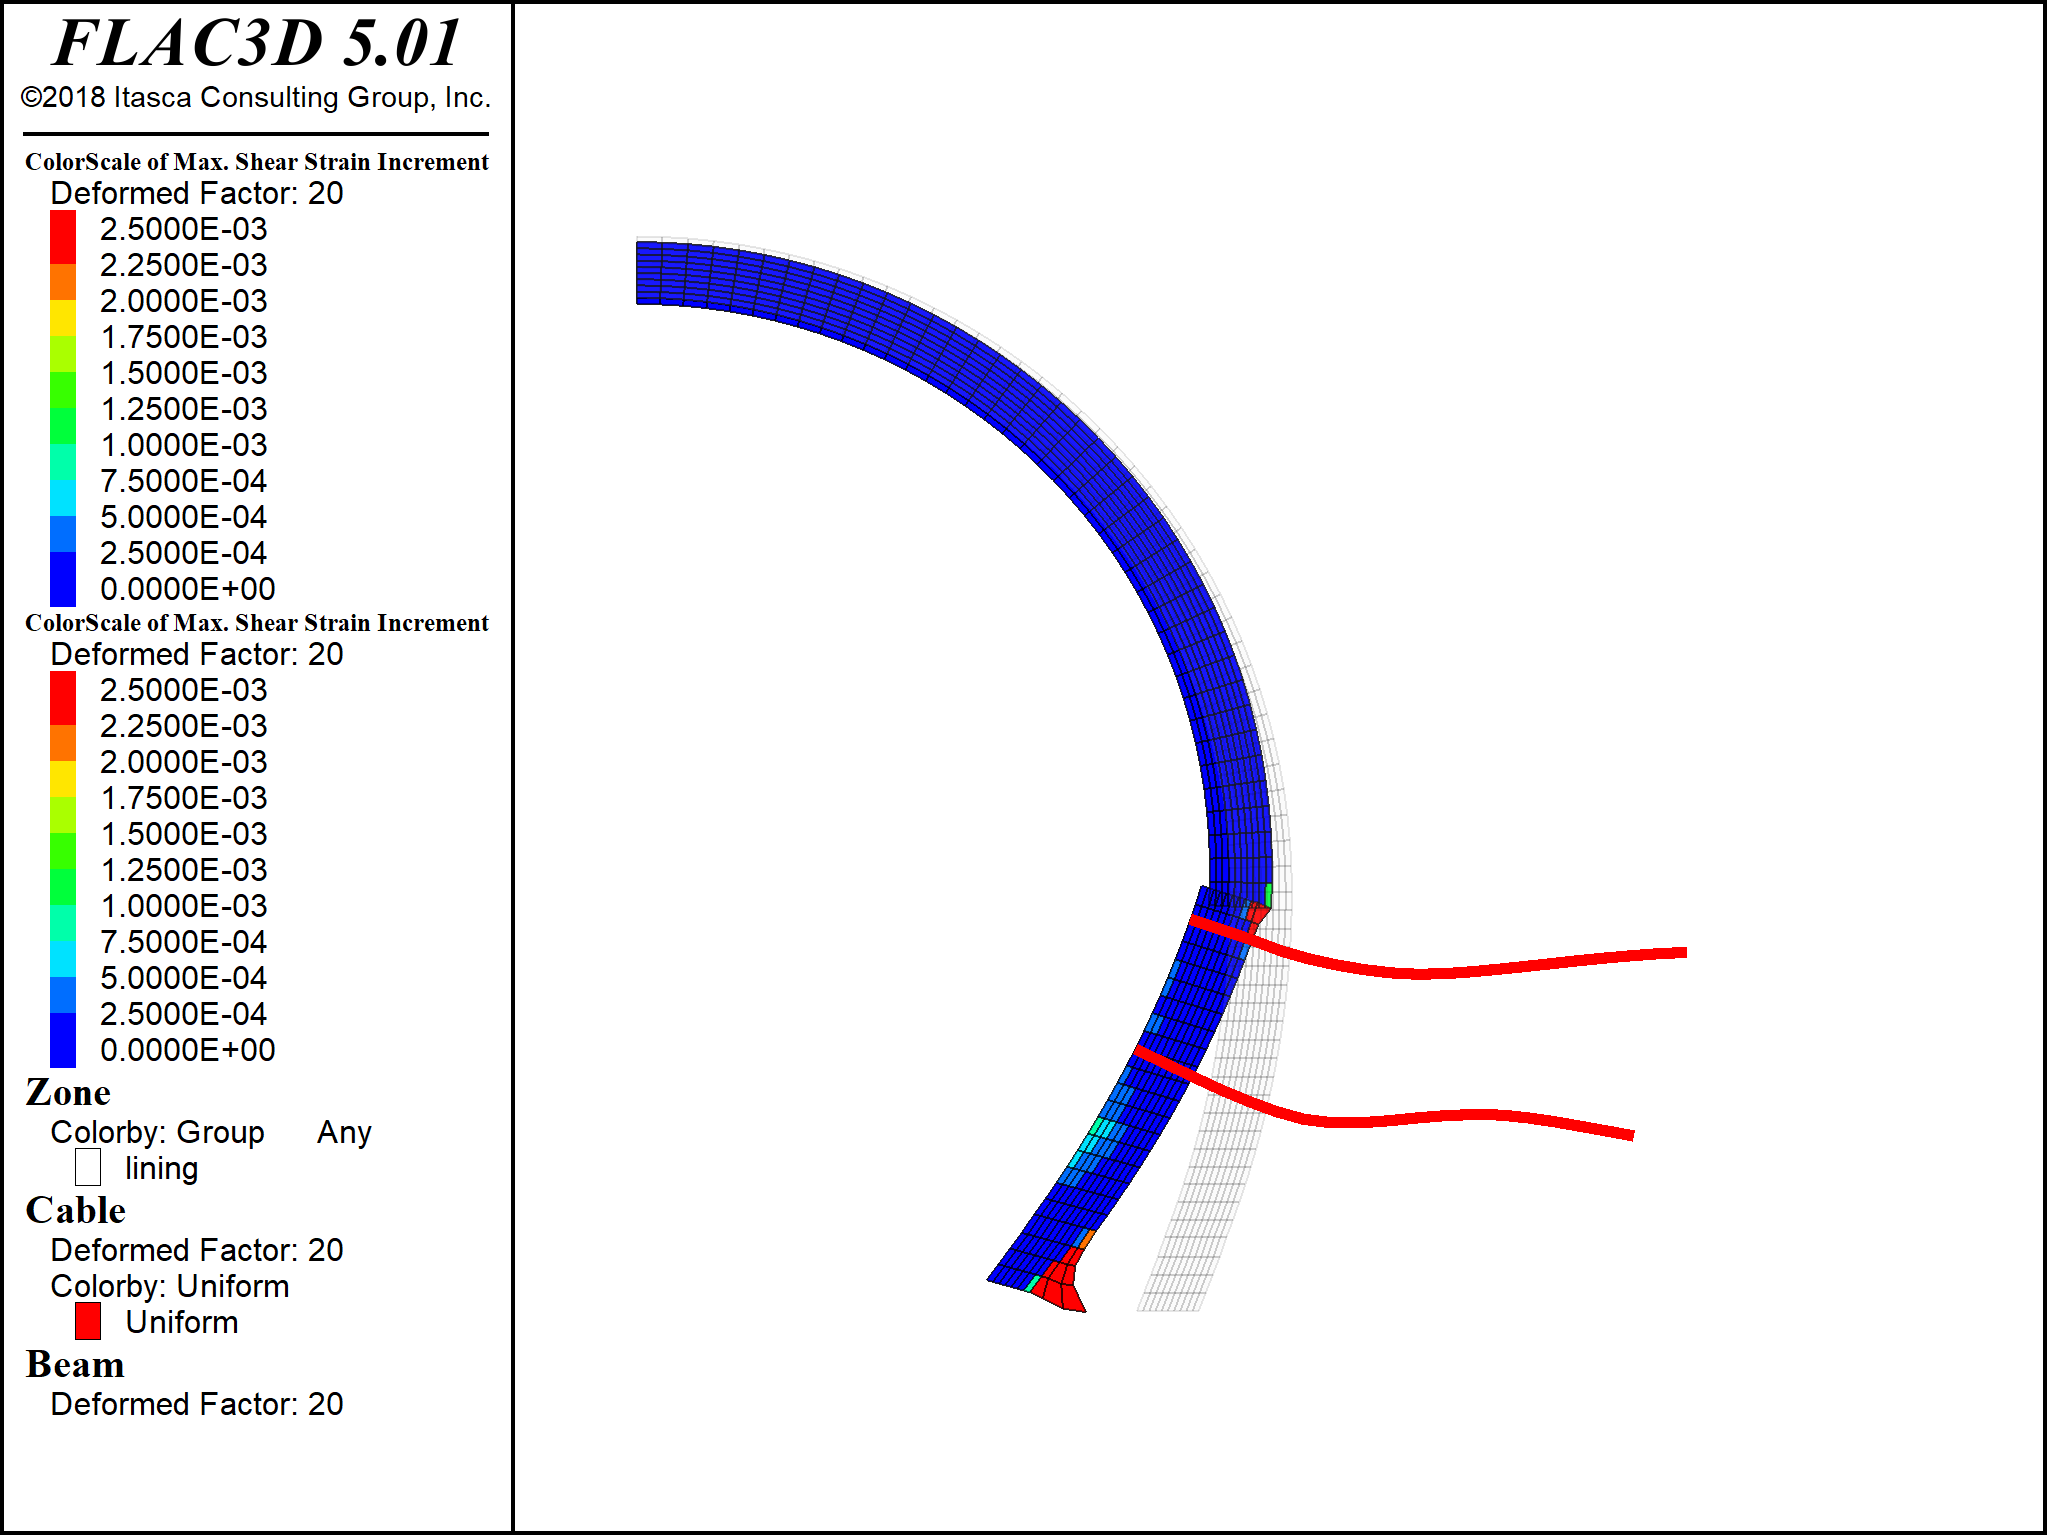 FLAC3D 5.01
©2018 Itasca Consulting Group, Inc.
ColorScale of Max. Shear Strain Increment
Deformed Factor: 20
2.5000E-03
2.2500E-03
2.0000E-03
1.7500E-03
1.5000E-03
1.2500E-03
1.0000E-03
7.5000E-04
5.0000E-04
2.5000E-04
0.0000E+00
ColorScale of Max. Shear Strain Increment
Deformed Factor: 20
2.5000E-03
2.2500E-03
2.0000E-03
1.7500E-03
1.5000E-03
1.2500E-03
1.0000E-03
7.5000E-04
5.0000E-04
2.5000E-04
0.0000E+00
Zone
Colorby: Group Any
lining
Cable
Deformed Factor: 20
Colorby: Uniform
Uniform
Beam
Deformed Factor: 20